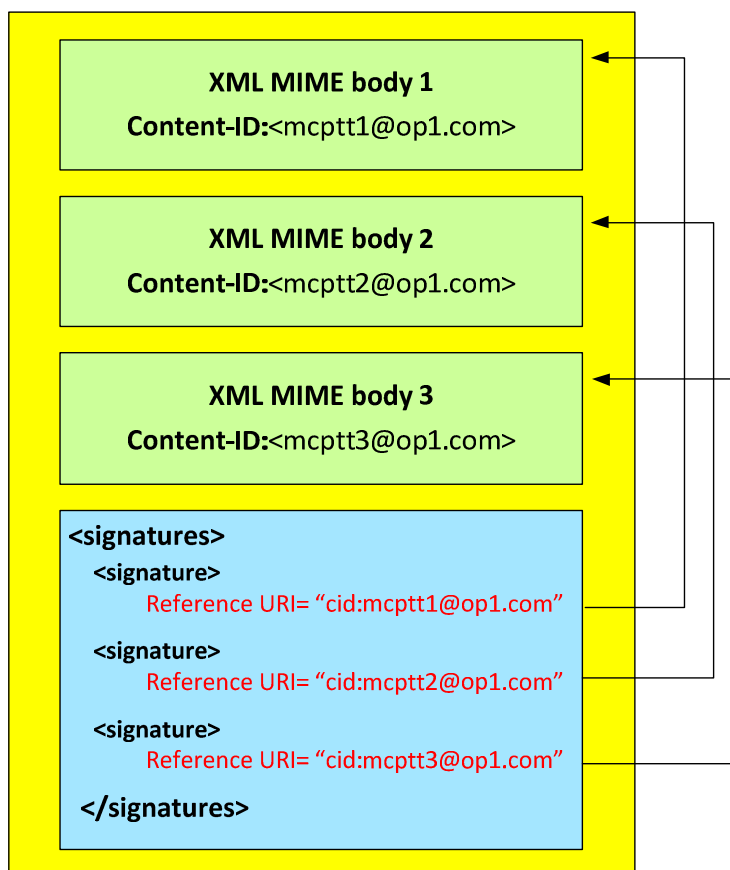 XML MIME body 1
Content-ID:<mcptt1@op1.com>
XML MIME body 2
Content-ID:<mcptt2@op1.com>
XML MIME body 3
Content-ID:<mcptt3@op1.com>
<signatures>
<signature>
Reference URI= “cid:mcptt1@op1.com”
<signature>
Reference URI= “cid:mcptt2@op1.com”
<signature>
Reference URI= “cid:mcptt3@op1.com”
</signatures>